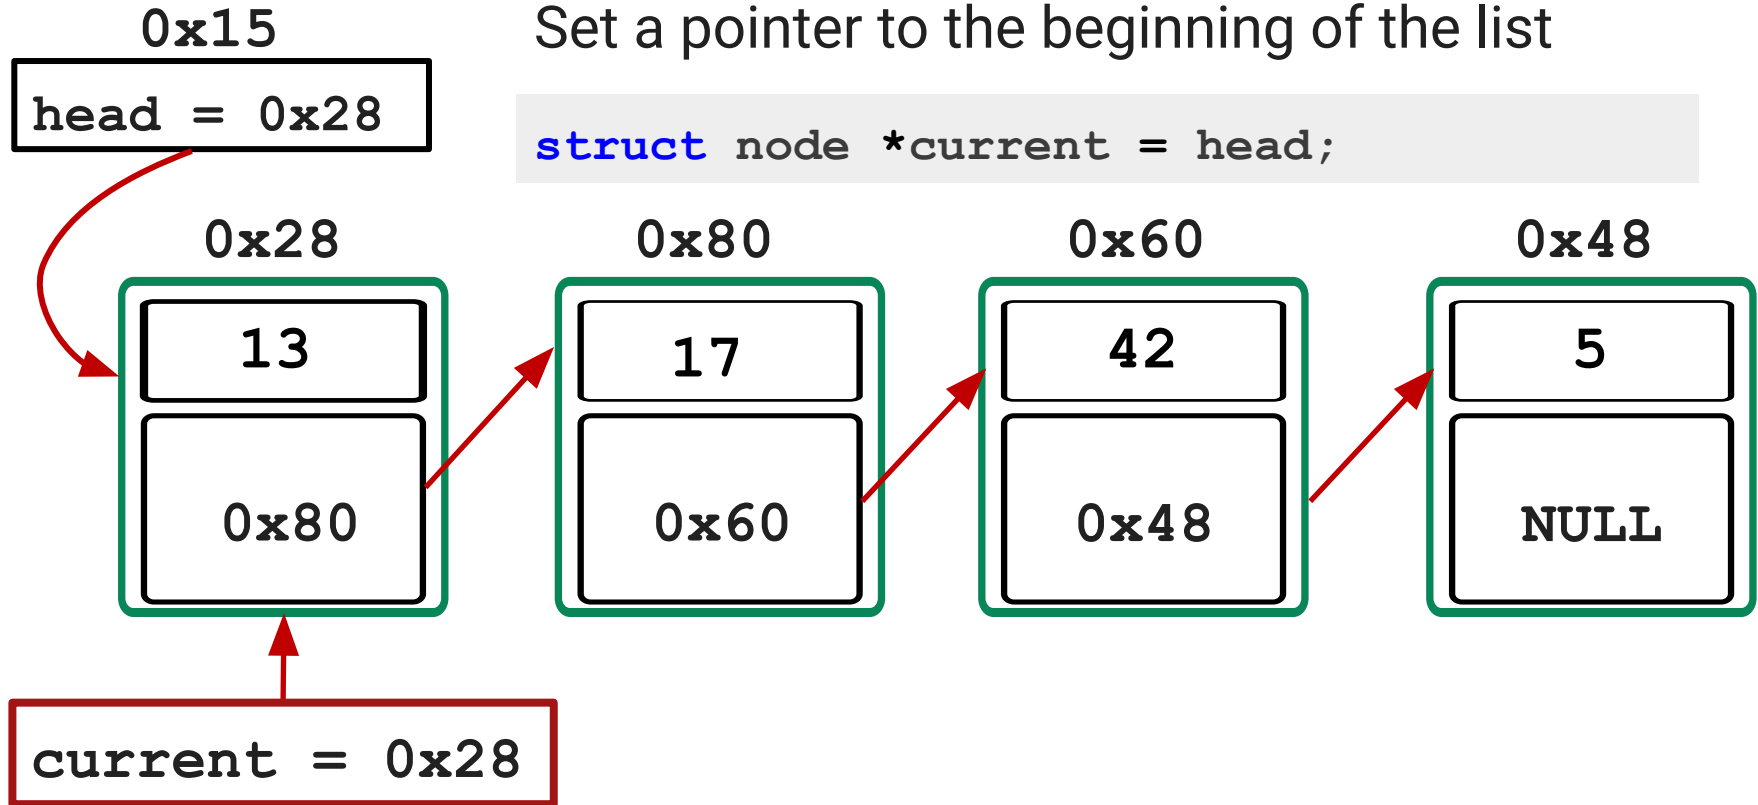 0x15
Set a pointer to the beginning of the list
head = 0x28
struct node *current = head;
0x28
0x80
0x60
0x48
13
17
42
5
0x80
0x60
0x48
NULL
current = 0x28